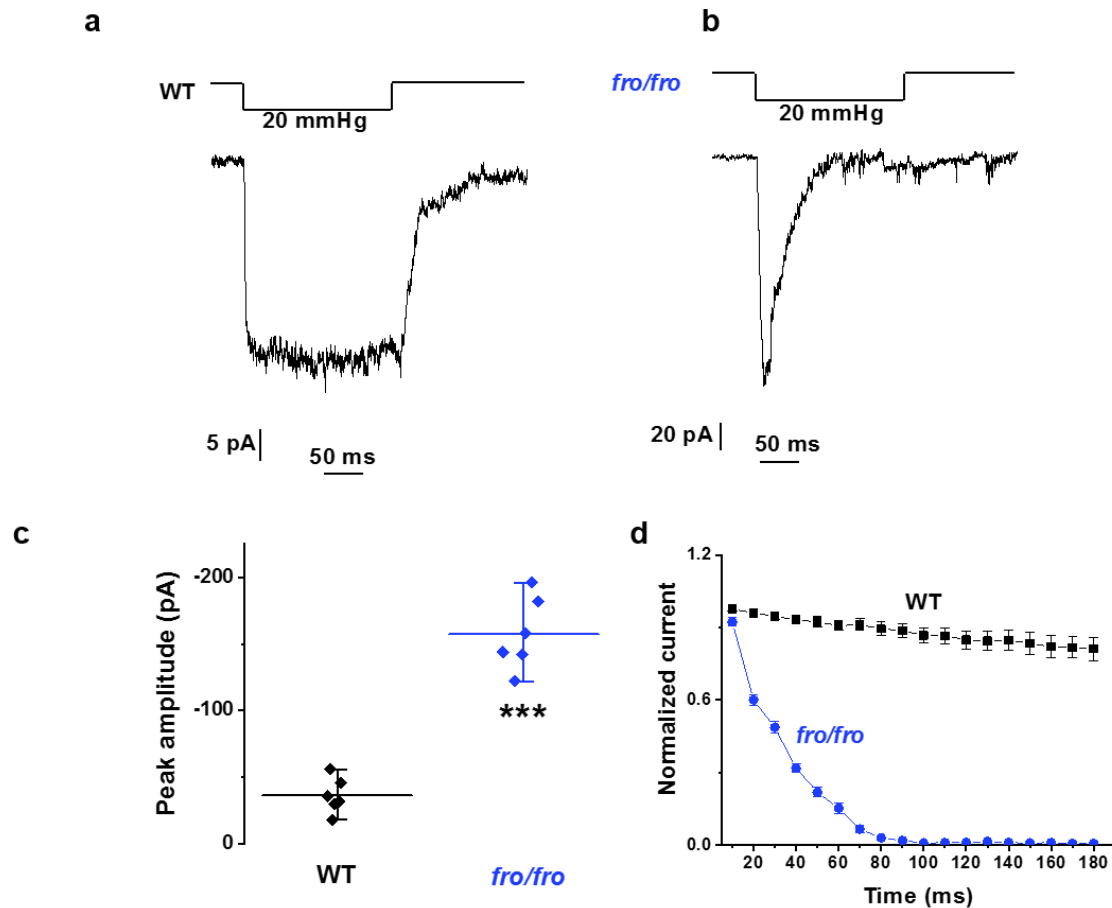 a
WT
20 mmHg
5 pA
50 ms
b
fro/fro
20 mmHg
20 pA
50 ms
c
Peak amplitude (pA)
-200
-100
0
***
WT
fro/fro
d
Normalized current
1.2
0.6
0.0
WT
fro/fro
20 40 60 80 100 120 140 160 180
Time (ms)